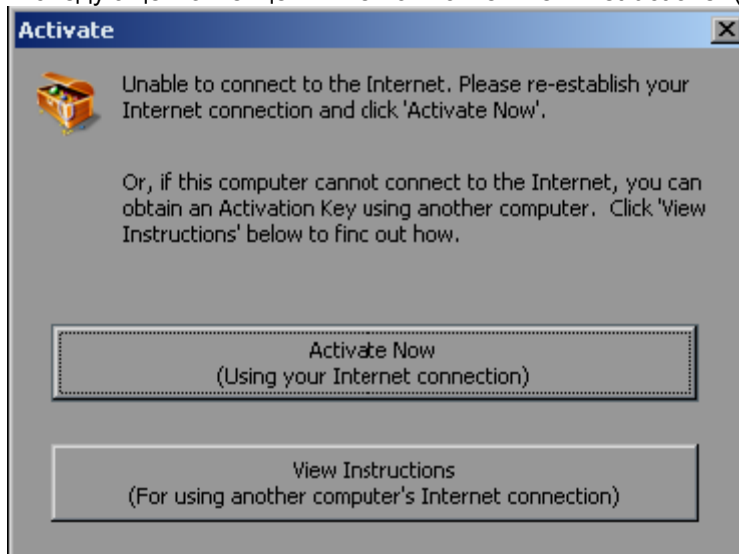 Activate
Unable to connect to the Internet. Please re-establish your
Internet connection and click 'Activate Now'.
Or, if this computer cannot connect to the Internet, you can
obtain an Activation Key using another computer. Click 'View
Instructions' below to finc out how.
Activate Now
(Using your Internet connection)
View Instructions
(For using another computer's Internet connection)